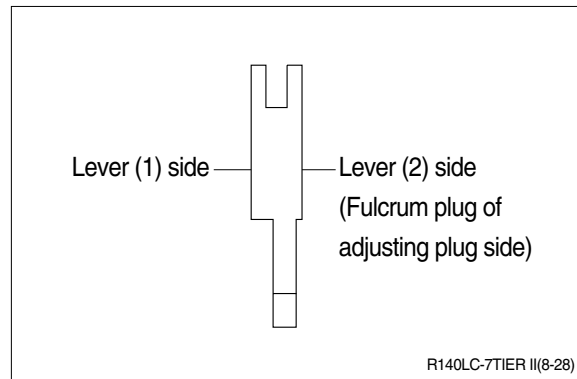 Lever (1) side
Lever (2) side
(Fulcrum plug of
adjusting plug side)
R140LC-7TIER II(8-28)